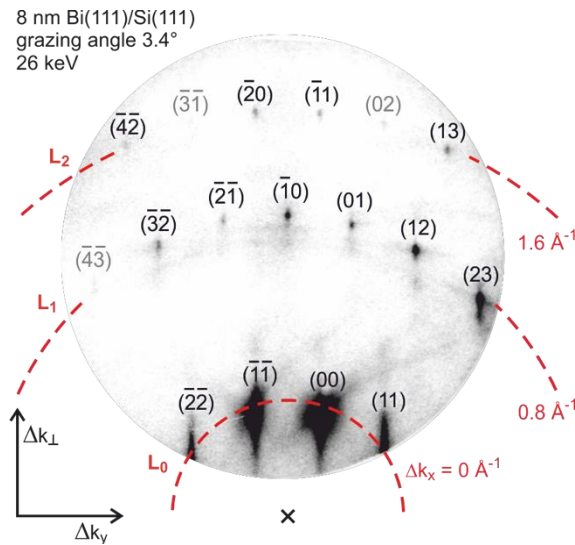 8 nm Bi(111)/Si(111)
grazing angle 3.4°
26 keV
(3̅1̅) (2̅0) (1̅1) (02)
(4̅2̅) (13)
L₂
(2̅1̅) (1̅0) (01)
(3̅2̅) (12)
1.6 Å⁻¹
(4̅3̅) (23)
L₁
(1̅1̅) (00)
(2̅2̅) (11)
0.8 Å⁻¹
Δk⊥
L₀ Δkₓ = 0 Å⁻¹
Δkᵧ